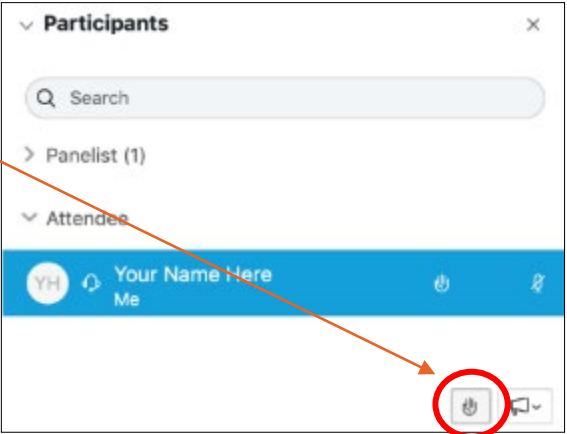 Participants
Search
Panelist (1)
Attendee
YH
Your Name Here
Me